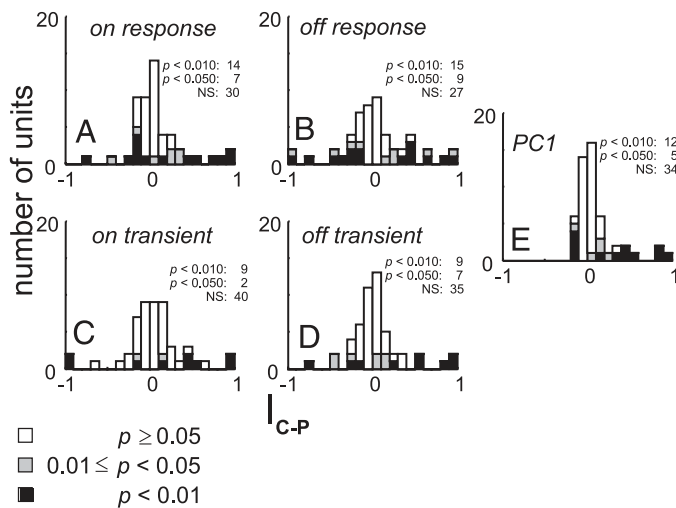 number of units
20
10
0
on response
p < 0.010: 14
p < 0.050: 7
NS: 30
A
-1 0 1
20
10
0
off response
p < 0.010: 15
p < 0.050: 9
NS: 27
B
-1 0 1
20
0
on transient
p < 0.010: 9
p < 0.050: 2
NS: 40
C
-1 0 1
20
0
off transient
p < 0.010: 9
p < 0.050: 7
NS: 35
D
-1 0 1
20
0
PC1
p < 0.010: 12
p < 0.050: 5
NS: 34
E
-1 0 1
I C-P
p ≥ 0.05
0.01 ≤ p < 0.05
p < 0.01